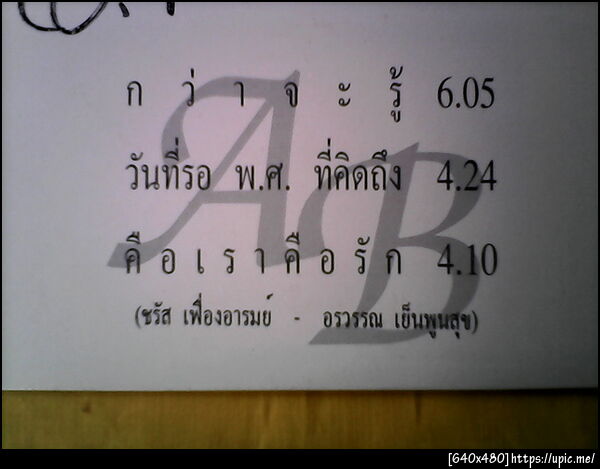 กว่าจะรู้ 6.05
วันที่รอ พ.ศ. ที่คิดถึง 4.24
คือเราคือรัก 4.10
(ชรัส เฟื่องอารมย์ - อรวรรณ เย็นพูนสุข)
AB
[640x480]https://upic.me/